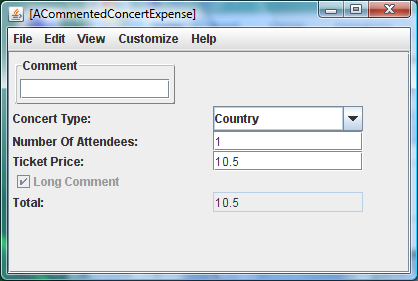 [ACommentedConcertExpense]
File Edit View Customize Help
Comment
Concert Type: Country
Number Of Attendees: 1
Ticket Price: 10.5
Long Comment
Total: 10.5